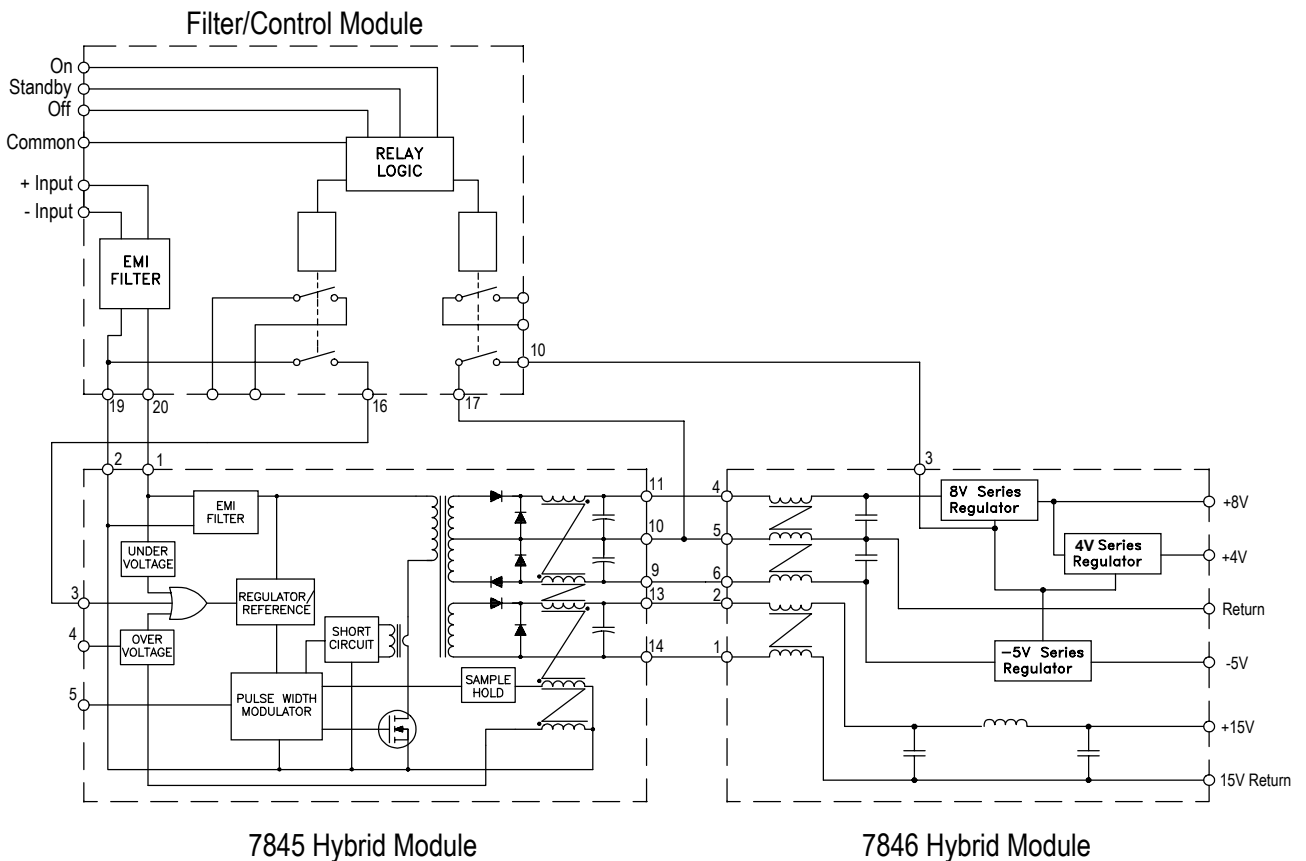 Filter/Control Module
On
Standby
Off
Common
+ Input
- Input
RELAY
LOGIC
EMI
FILTER
10
19
20
16
17
2
1
3
11
4
8V Series
Regulator
+8V
EMI
FILTER
10
5
4V Series
Regulator
+4V
UNDER
VOLTAGE
9
6
3
REGULATOR/
REFERENCE
13
2
Return
4
OVER
VOLTAGE
SHORT
CIRCUIT
14
1
-5V Series
Regulator
-5V
5
PULSE WIDTH
MODULATOR
SAMPLE
HOLD
+15V
15V Return
7845 Hybrid Module
7846 Hybrid Module